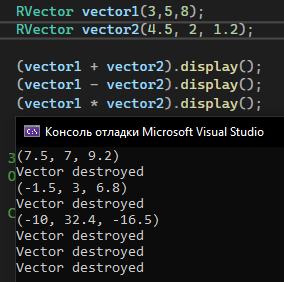 RVector vector1(3,5,8);
RVector vector2(4.5, 2, 1.2);
(vector1 + vector2).display();
(vector1 - vector2).display();
(vector1 * vector2).display();
Консоль отладки Microsoft Visual Studio
(7.5, 7, 9.2)
Vector destroyed
(-1.5, 3, 6.8)
Vector destroyed
(-10, 32.4, -16.5)
Vector destroyed
Vector destroyed
Vector destroyed